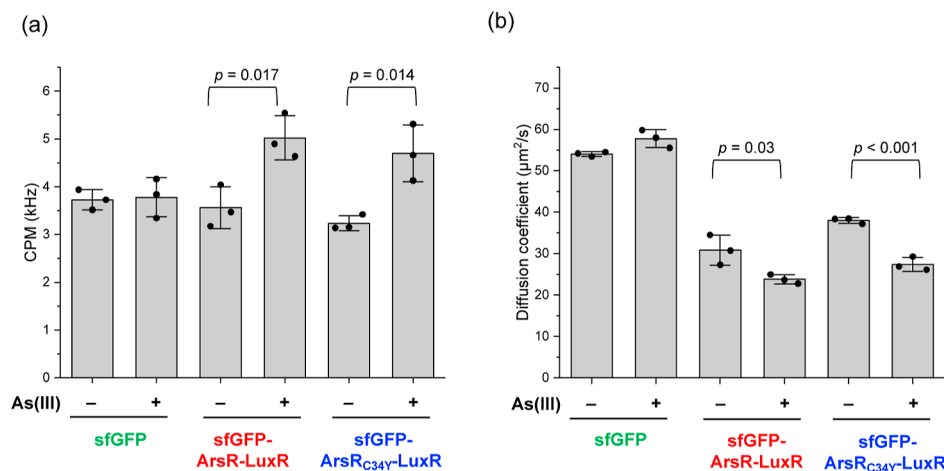 (a)
CPM (kHz)
6
5
4
3
2
1
0
p = 0.017
p = 0.014
As(III) – + – + – +
sfGFP
sfGFP-
ArsR-LuxR
sfGFP-
ArsRC34Y-LuxR
(b)
Diffusion coefficient (µm²/s)
80
70
60
50
40
30
20
10
0
p = 0.03
p < 0.001
As(III) – + – + – +
sfGFP
sfGFP-
ArsR-LuxR
sfGFP-
ArsRC34Y-LuxR